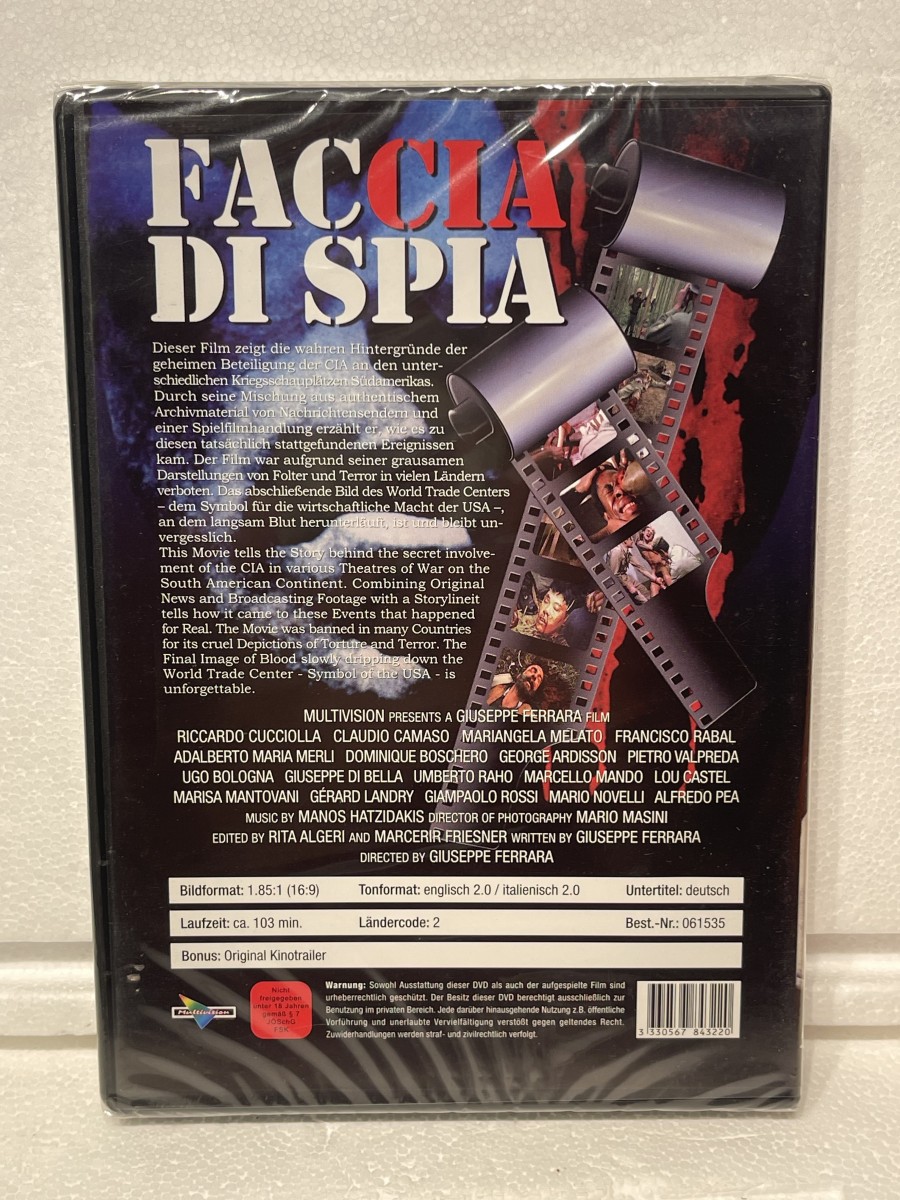 FACCIA
DI SPIA
Dieser Film zeigt die wahren Hintergründe der
geheimen Beteiligung der CIA an den unter-
schiedlichen Kriegsschauplätzen Südamerikas.
Durch seine Mischung aus authentischem
Archivmaterial von Nachrichtensendern und
einer Spielfilmhandlung erzählt er, wie es zu
diesen tatsächlich stattgefundenen Ereignissen
kam. Der Film war aufgrund seiner grausamen
Darstellungen von Folter und Terror in vielen Ländern
verboten. Das abschließende Bild des World Trade Centers
– dem Symbol für die wirtschaftliche Macht der USA –,
an dem langsam Blut herunterläuft, ist und bleibt un-
vergesslich.
This Movie tells the Story behind the secret involve-
ment of the CIA in various Theatres of War on the
South American Continent. Combining Original
News and Broadcasting Footage with a Storylineit
tells how it came to these Events that happened
for Real. The Movie was banned in many Countries
for its cruel Depictions of Torture and Terror. The
Final Image of Blood slowly dripping down the
World Trade Center - Symbol of the USA - is
unforgettable.
MULTIVISION PRESENTS A GIUSEPPE FERRARA FILM
RICCARDO CUCCIOLLA CLAUDIO CAMASO MARIANGELA MELATO FRANCISCO RABAL
ADALBERTO MARIA MERLI DOMINIQUE BOSCHERO GEORGE ARDISSON PIETRO VALPREDA
UGO BOLOGNA GIUSEPPE DI BELLA UMBERTO RAHO MARCELLO MANDO LOU CASTEL
MARISA MANTOVANI GÉRARD LANDRY GIAMPAOLO ROSSI MARIO NOVELLI ALFREDO PEA
MUSIC BY MANOS HATZIDAKIS DIRECTOR OF PHOTOGRAPHY MARIO MASINI
EDITED BY RITA ALGERI AND MARCERIR FRIESNER WRITTEN BY GIUSEPPE FERRARA
DIRECTED BY GIUSEPPE FERRARA
Bildformat: 1.85:1 (16:9) Tonformat: englisch 2.0 / italienisch 2.0 Untertitel: deutsch
Laufzeit: ca. 103 min. Ländercode: 2 Best.-Nr.: 061535
Bonus: Original Kinotrailer
Multivision
Nicht
freigegeben
unter 18 Jahren
gemäß § 7
JÖSchG
FSK
Warnung: Sowohl Ausstattung dieser DVD als auch der aufgespielte Film sind
urheberrechtlich geschützt. Der Besitz dieser DVD berechtigt ausschließlich zur
Benutzung im privaten Bereich. Jede darüber hinausgehende Nutzung z.B. öffentliche
Vorführung und unerlaubte Vervielfältigung verstößt gegen geltendes Recht.
Zuwiderhandlungen werden straf- und zivilrechtlich verfolgt.
3 330567 843220